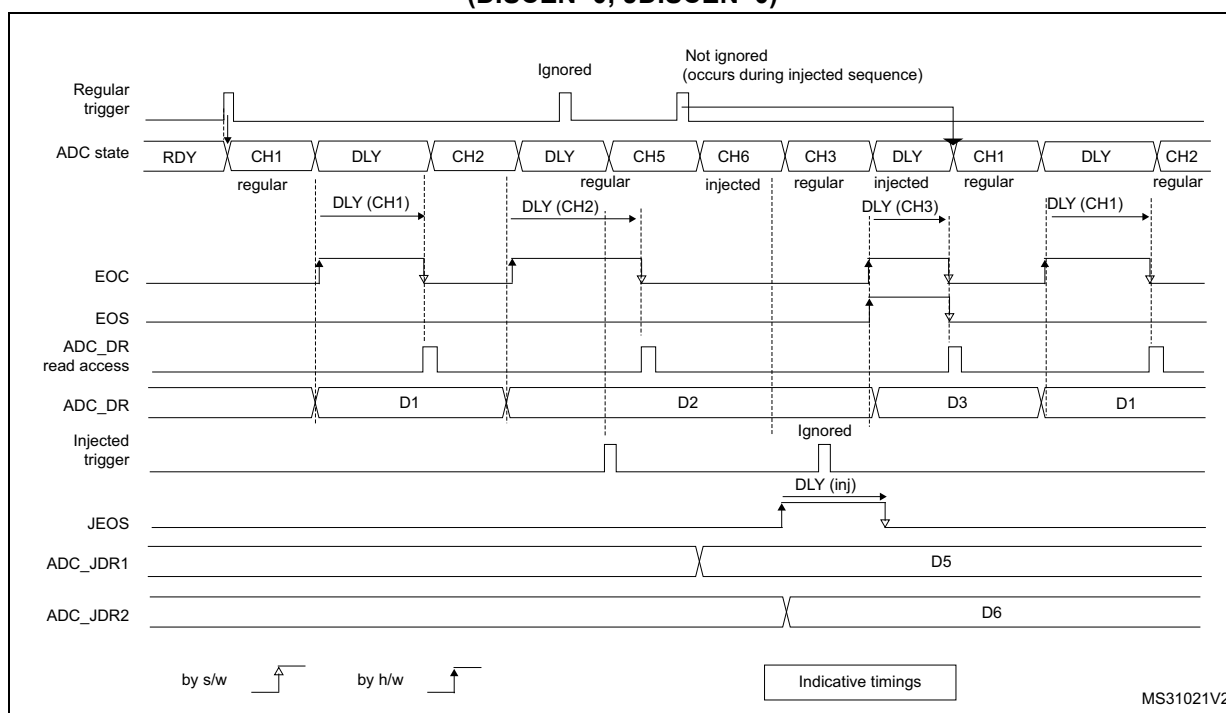 (DISCEN=0, JDISCEN=0)
Not ignored
(occurs during injected sequence)
Ignored
Regular
trigger
ADC state
RDY
CH1
DLY
CH2
DLY
CH5
CH6
CH3
DLY
CH1
DLY
CH2
regular
regular
injected
regular
injected
regular
regular
DLY (CH1)
DLY (CH2)
DLY (CH3)
DLY (CH1)
EOC
EOS
ADC_DR
read access
ADC_DR
D1
D2
D3
D1
Injected
trigger
Ignored
DLY (inj)
JEOS
ADC_JDR1
D5
ADC_JDR2
D6
by s/w
by h/w
Indicative timings
MS31021V2